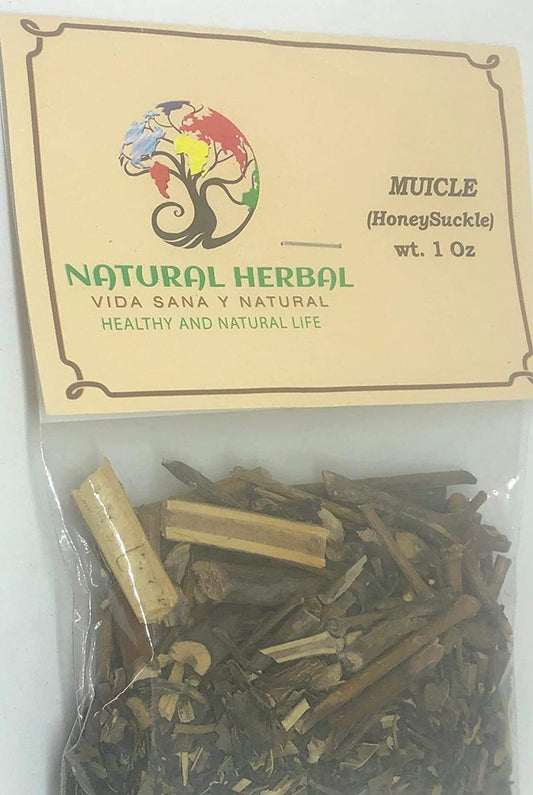 MUICLE
(HoneySuckle)
wt. 1 Oz
NATURAL HERBAL
VIDA SANA Y NATURAL
HEALTHY AND NATURAL LIFE